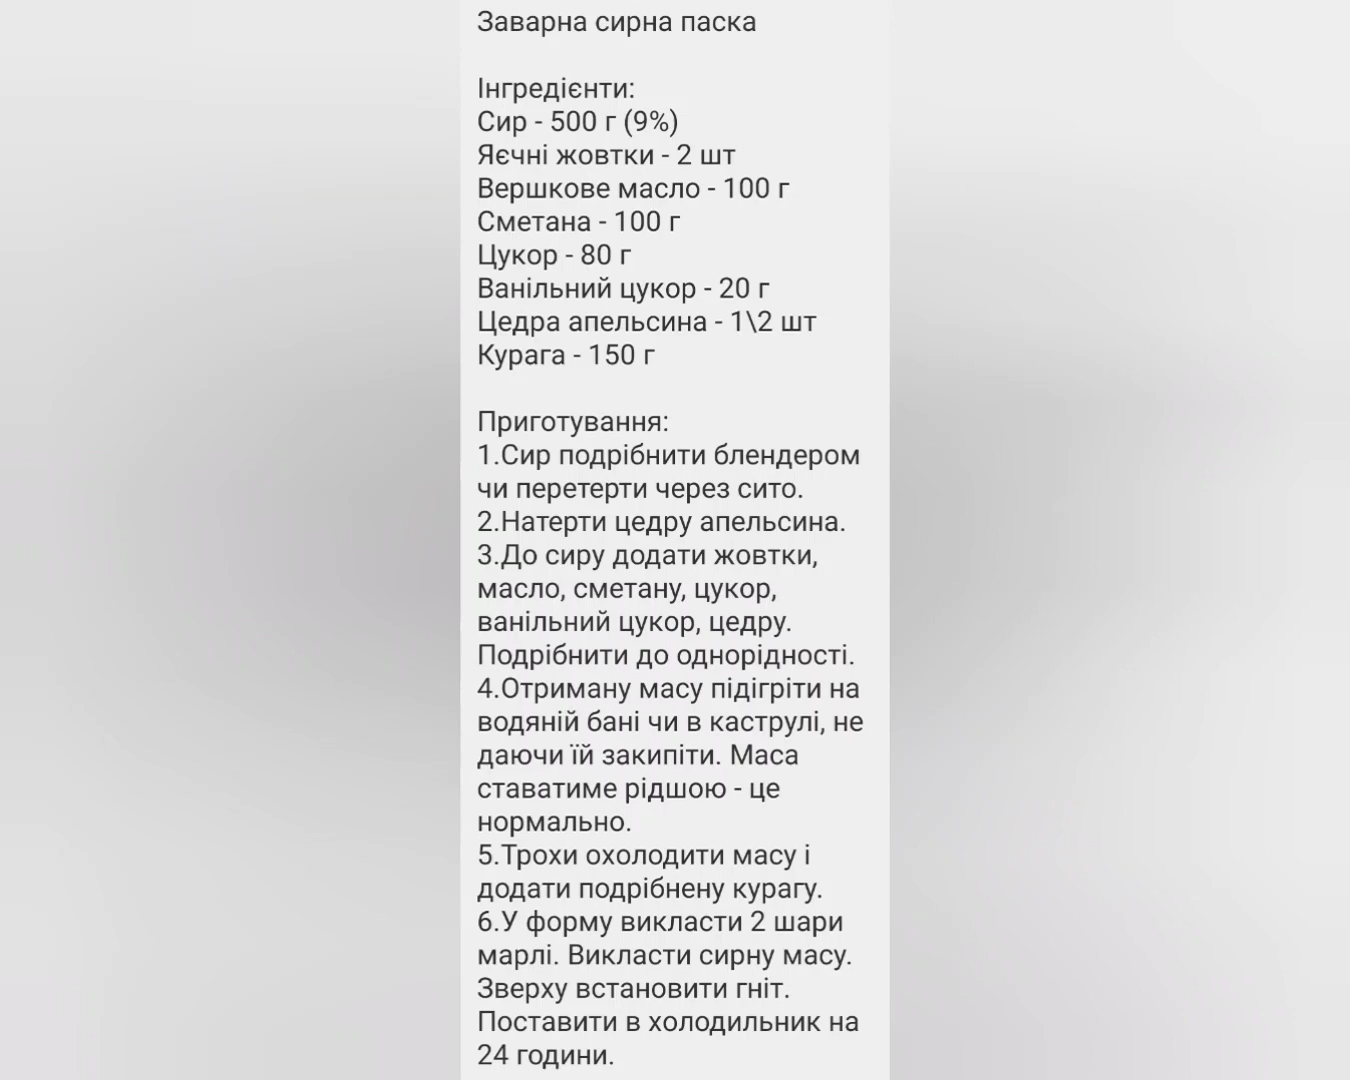 Заварна сирна паска
Інгредієнти:
Сир - 500 г (9%)
Яєчні жовтки - 2 шт
Вершкове масло - 100 г
Сметана - 100 г
Цукор - 80 г
Ванільний цукор - 20 г
Цедра апельсина - 1\2 шт
Курага - 150 г
Приготування:
1.Сир подрібнити блендером
чи перетерти через сито.
2.Натерти цедру апельсина.
3.До сиру додати жовтки,
масло, сметану, цукор,
ванільний цукор, цедру.
Подрібнити до однорідності.
4.Отриману масу підігріти на
водяній бані чи в каструлі, не
даючи їй закипіти. Маса
ставатиме рідшою - це
нормально.
5.Трохи охолодити масу і
додати подрібнену курагу.
6.У форму викласти 2 шари
марлі. Викласти сирну масу.
Зверху встановити гніт.
Поставити в холодильник на
24 години.